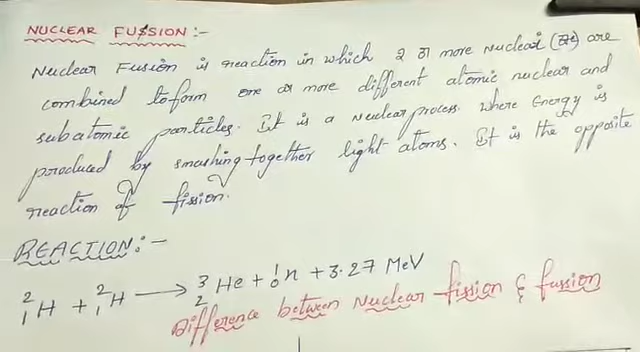 NUCLEAR FUSSION :-
Nuclear Fusion is reaction in which 2 or more nuclei are
combined to form one or more different atomic nuclear and
subatomic particles. It is a nuclear process. where Energy is
produced by smashing together light atoms. It is the opposite
reaction of fission.
REACTION:-
²₁H + ²₁H → ³₂He + ¹₀n + 3.27 MeV
Difference between Nuclear fission & fussion